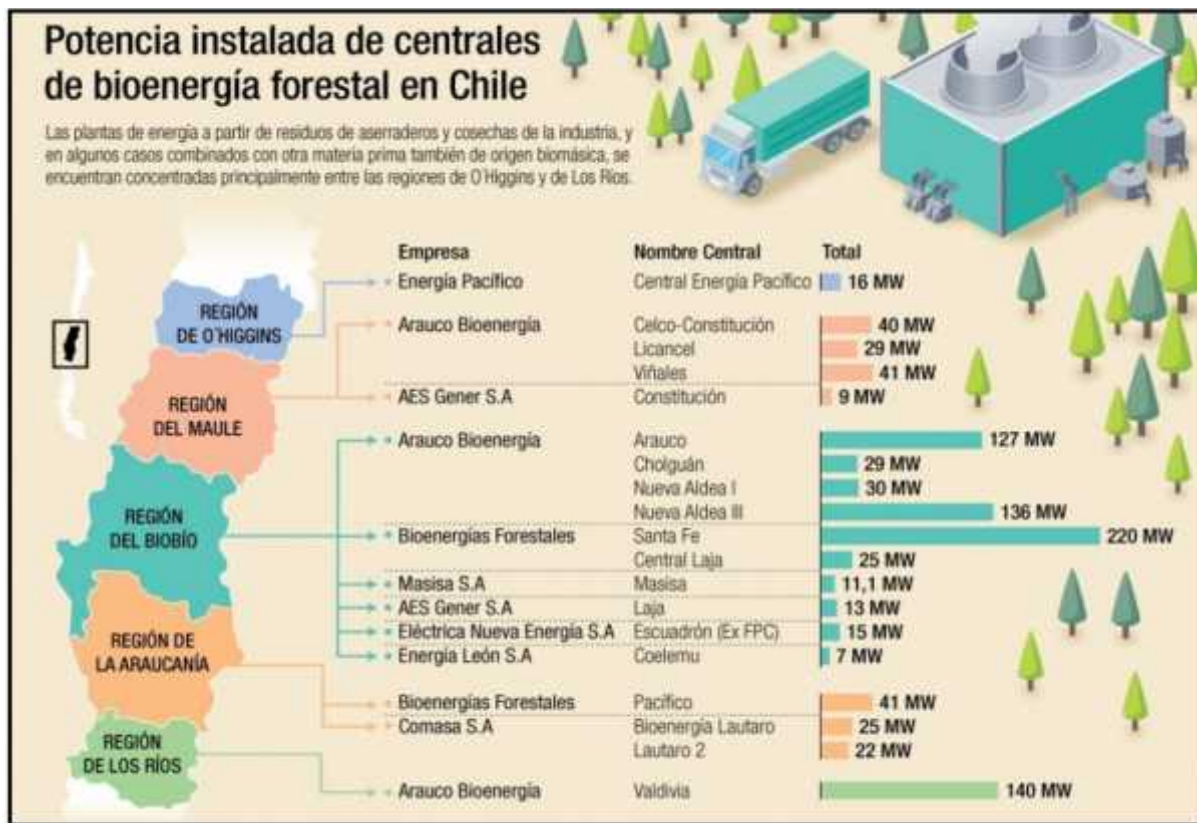 Potencia instalada de centrales
de bioenergía forestal en Chile
Las plantas de energía a partir de residuos de aserraderos y cosechas de la industria, y
en algunos casos combinados con otra materia prima también de origen biomásica, se
encuentran concentradas principalmente entre las regiones de O'Higgins y de Los Ríos.
Empresa Nombre Central Total
Energía Pacífico Central Energía Pacífico 16 MW
REGIÓN
DE O'HIGGINS
Arauco Bioenergía Celco-Constitución 40 MW
Licancel 29 MW
Viñales 41 MW
AES Gener S.A Constitución 9 MW
REGIÓN
DEL MAULE
Arauco Bioenergía Arauco 127 MW
Cholguán 29 MW
Nueva Aldea I 30 MW
Nueva Aldea III 136 MW
REGIÓN
DEL BIOBÍO
Bioenergías Forestales Santa Fe 220 MW
Central Laja 25 MW
Masisa S.A Masisa 11,1 MW
AES Gener S.A Laja 13 MW
Eléctrica Nueva Energía S.A Escuadrón (Ex FPC) 15 MW
Energía León S.A Coelemu 7 MW
REGIÓN DE
LA ARAUCANÍA
Bioenergías Forestales Pacífico 41 MW
Comasa S.A Bioenergía Lautaro 25 MW
Lautaro 2 22 MW
REGIÓN
DE LOS RÍOS
Arauco Bioenergía Valdivia 140 MW